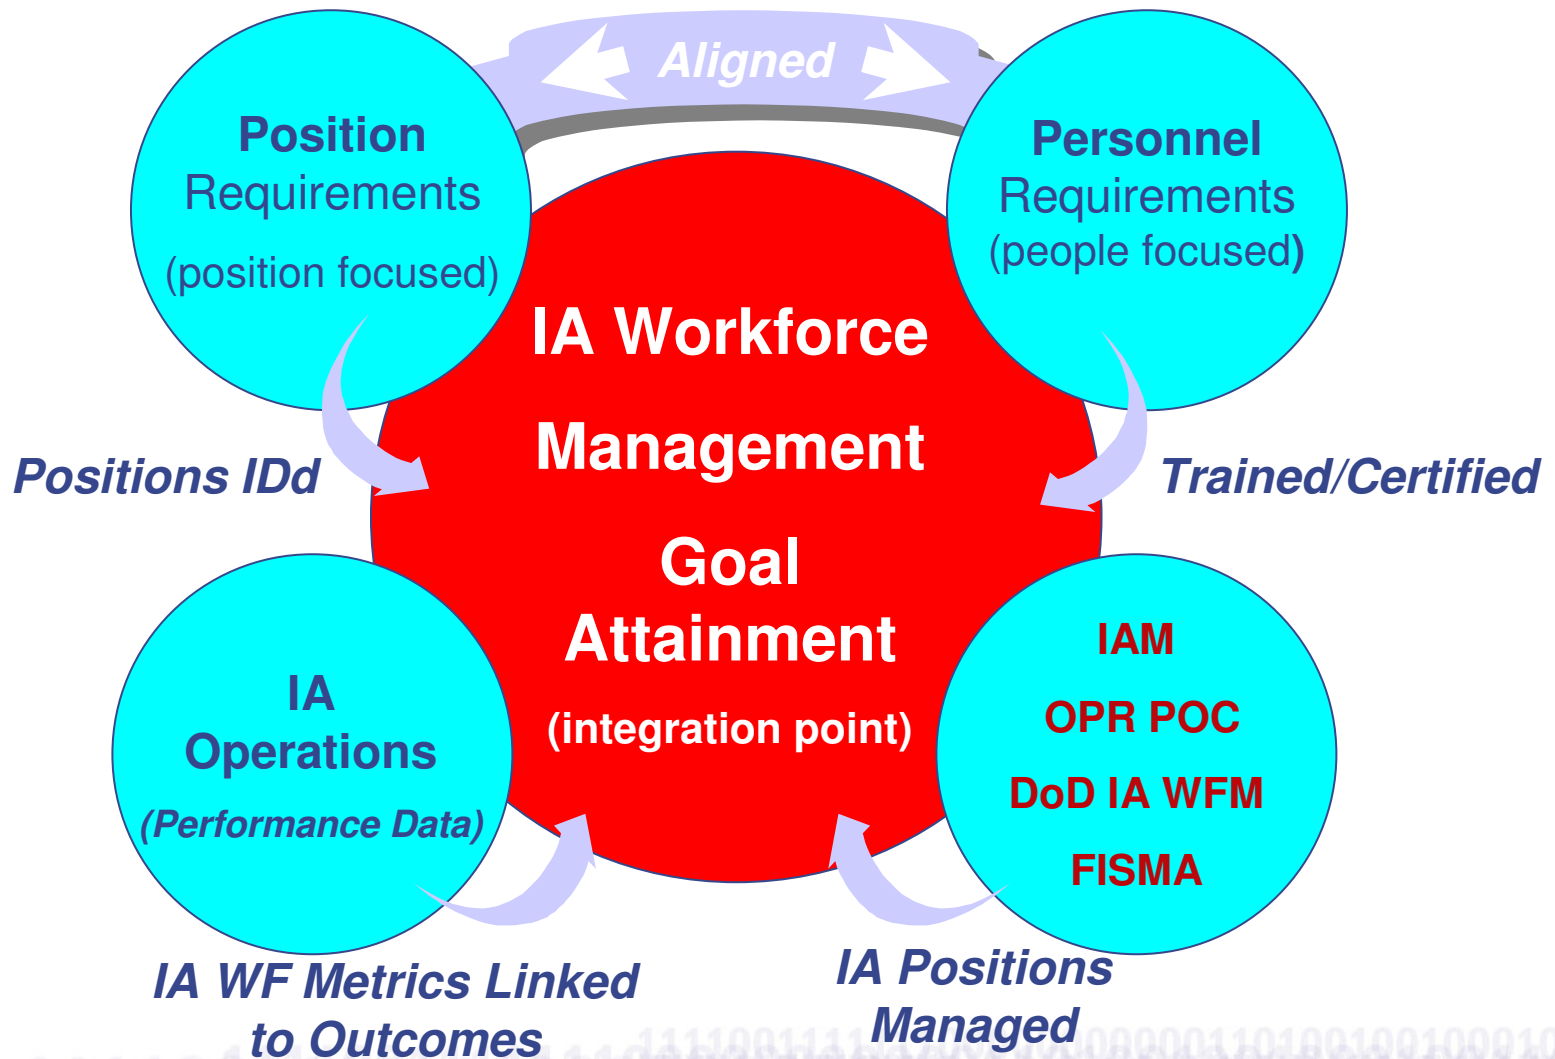 Aligned
Position
Requirements
(position focused)
Personnel
Requirements
(people focused)
IA Workforce
Management
Goal
Attainment
(integration point)
Positions IDd
Trained/Certified
IA
Operations
(Performance Data)
IAM
OPR POC
DoD IA WFM
FISMA
IA WF Metrics Linked
to Outcomes
IA Positions
Managed